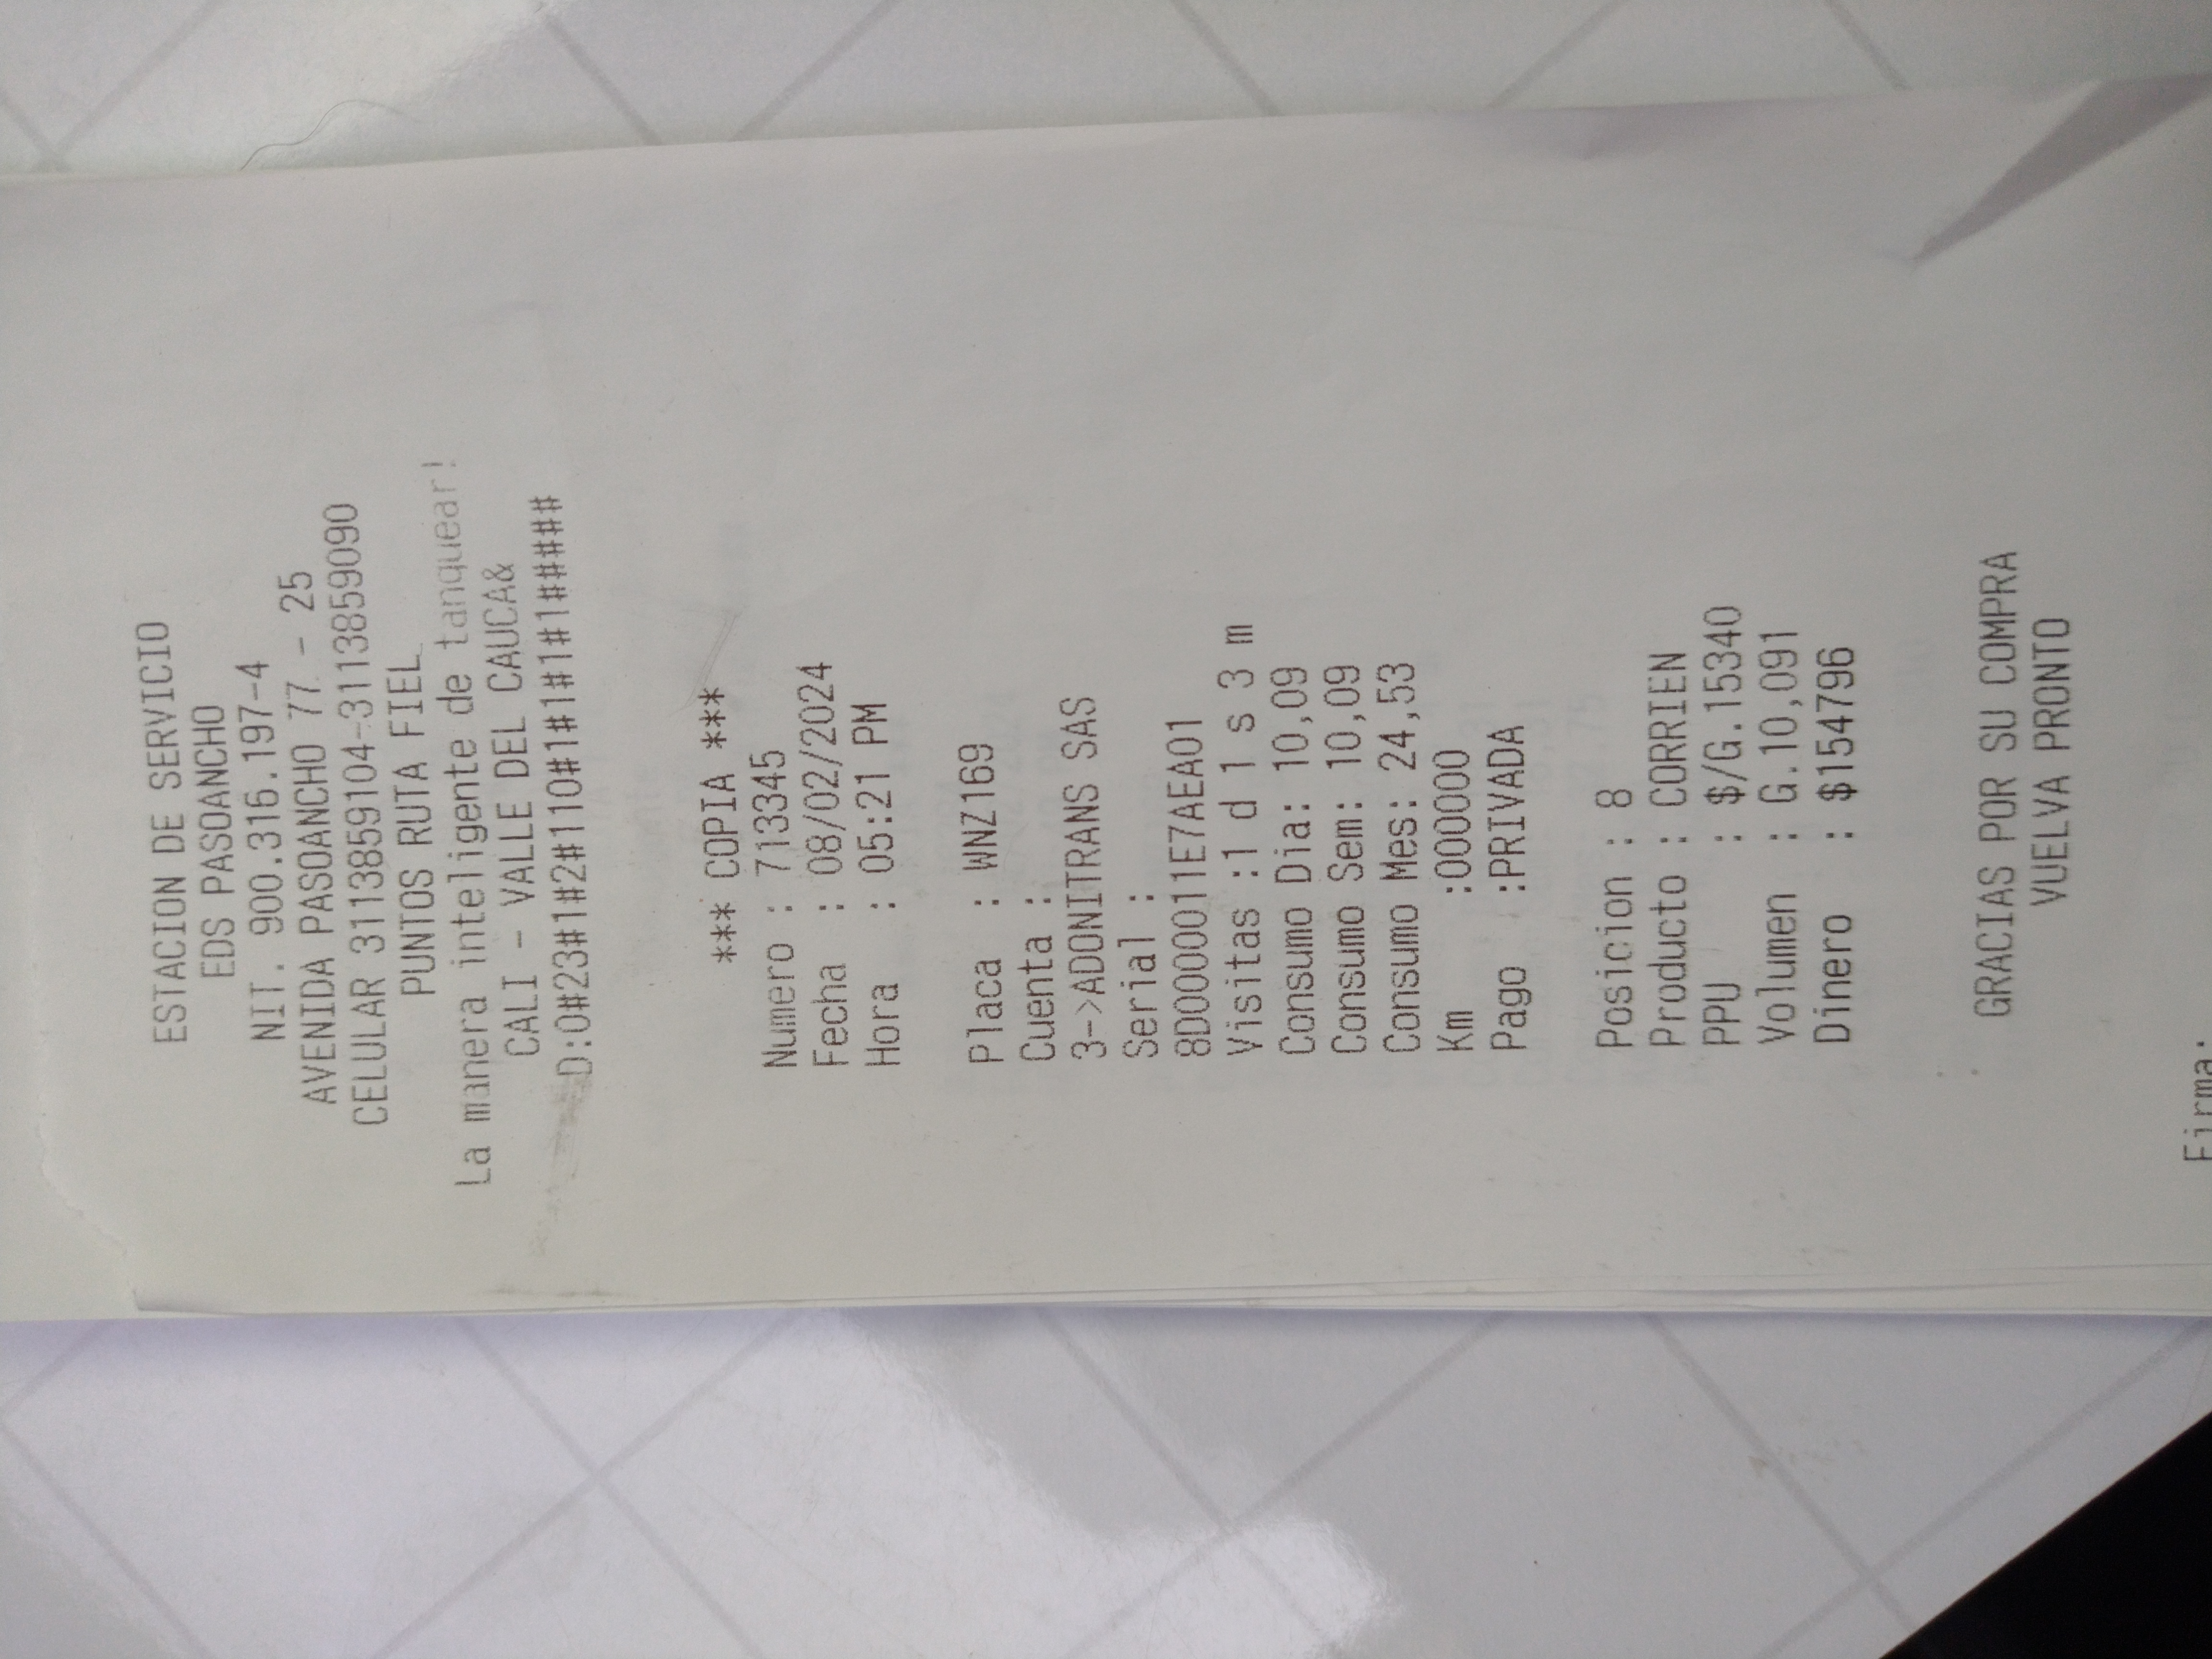 ESTACION DE SERVICIO
EDS PASOANCHO
NIT. 900.316.197-4
AVENIDA PASOANCHO 77 - 25
CELULAR 3113859104-3113859090
PUNTOS RUTA FIEL
La manera inteligente de tanquear!
CALI - VALLE DEL CAUCA&
D:0#23#1#2#110#1#1#1#1#1#####
*** COPIA ***
Numero : 713345
Fecha : 08/02/2024
Hora : 05:21 PM
Placa : WNZ169
Cuenta :
3->ADONITRANS SAS
Serial :
8D000011E7AEA01
Visitas :1 d 1 s 3 m
Consumo Dia: 10,09
Consumo Sem: 10,09
Consumo Mes: 24,53
Km :000000
Pago :PRIVADA
Posicion : 8
Producto : CORRIEN
PPU : $/G.15340
Volumen : G.10,091
Dinero : $154796
GRACIAS POR SU COMPRA
VUELVA PRONTO
Firma: